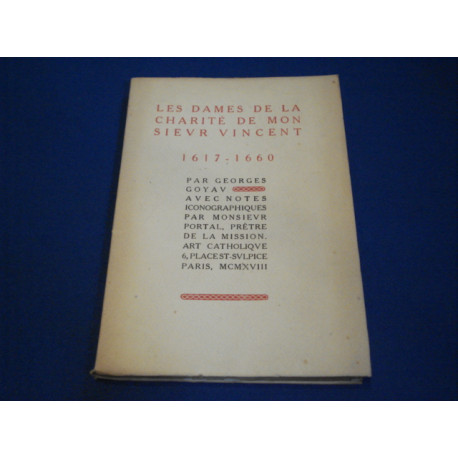 LES DAMES DE LA
CHARITÉ DE MON
SIEVR VINCENT
1617-1660
PAR GEORGES
GOYAV
AVEC NOTES
ICONOGRAPHIQUES
PAR MONSIEVR
PORTAL, PRÊTRE
DE LA MISSION.
ART CATHOLIQVE
6, PLACE ST-SVLPICE
PARIS, MCMXVIII